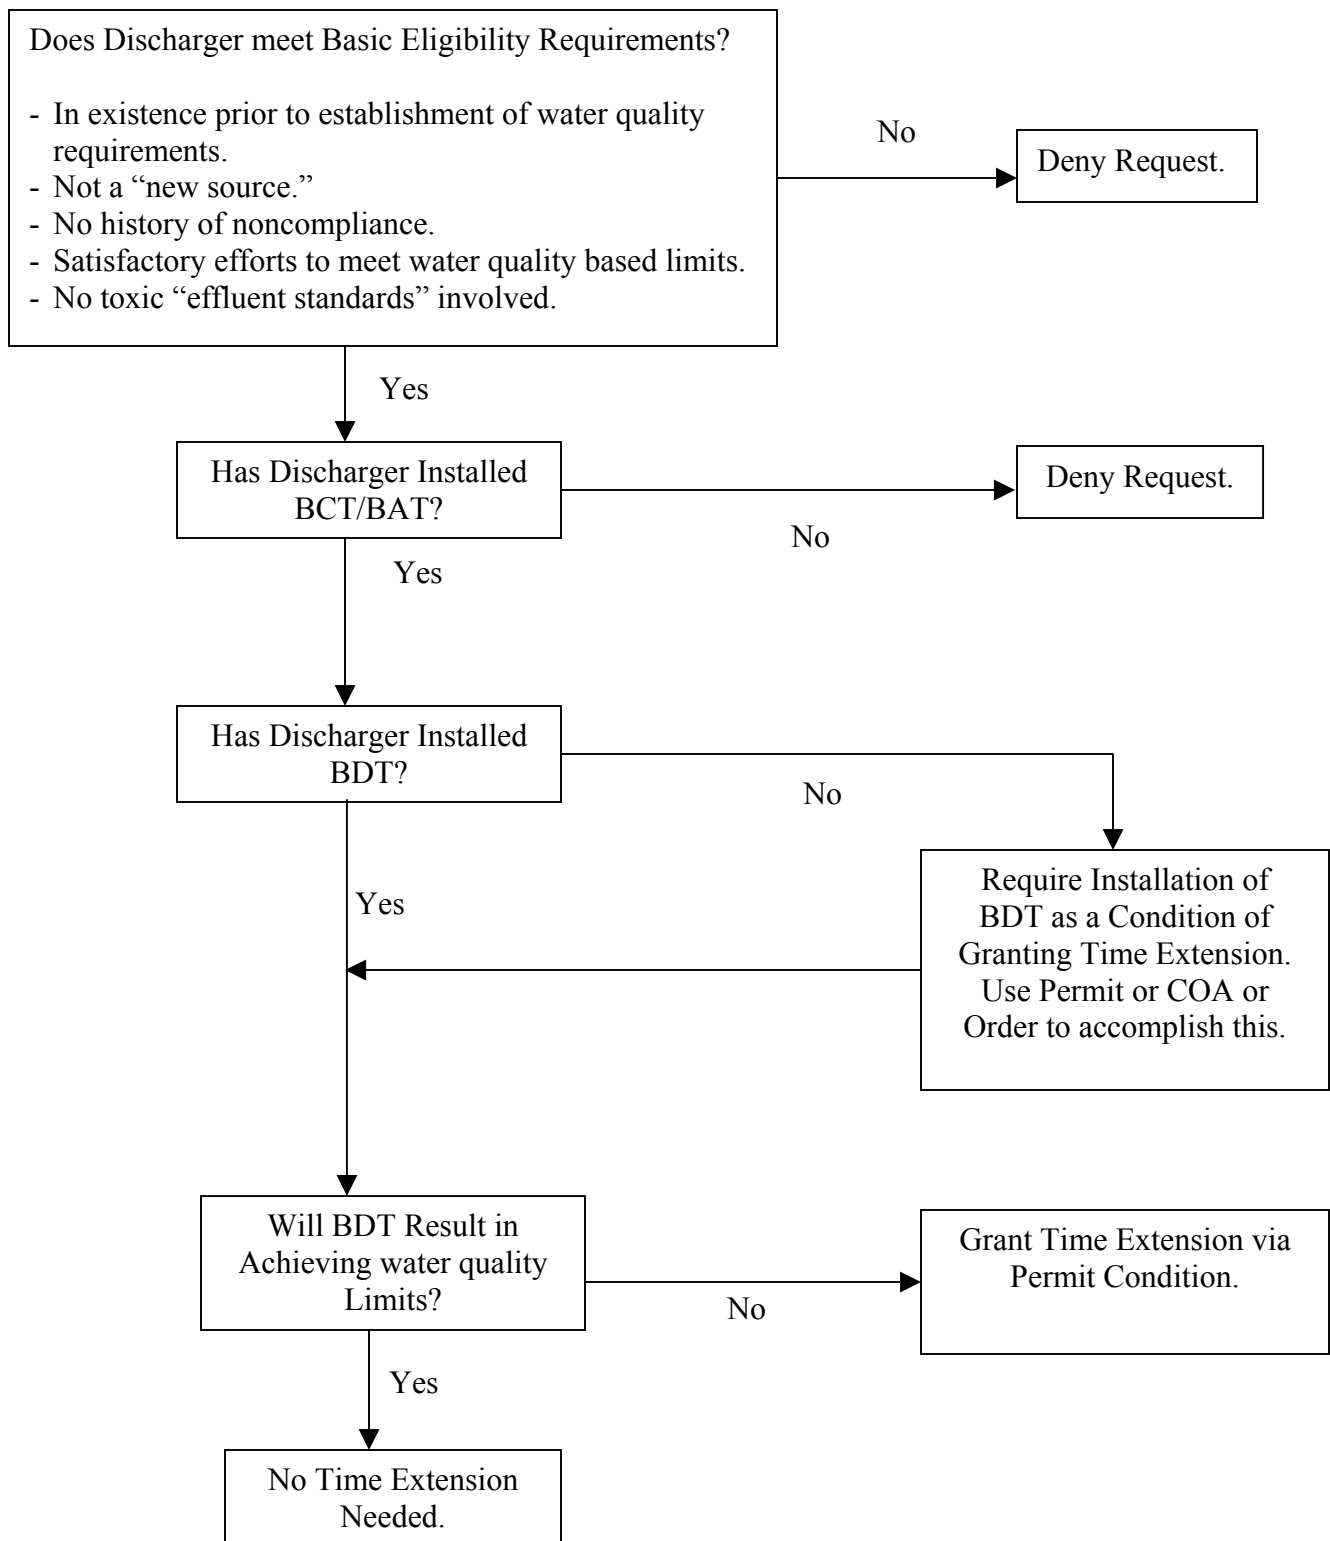 Does Discharger meet Basic Eligibility Requirements?
- In existence prior to establishment of water quality
requirements.
- Not a “new source.”
- No history of noncompliance.
- Satisfactory efforts to meet water quality based limits.
- No toxic “effluent standards” involved.
No
Deny Request.
Yes
Has Discharger Installed
BCT/BAT?
No
Deny Request.
Yes
Has Discharger Installed
BDT?
No
Require Installation of
BDT as a Condition of
Granting Time Extension.
Use Permit or COA or
Order to accomplish this.
Yes
Will BDT Result in
Achieving water quality
Limits?
No
Grant Time Extension via
Permit Condition.
Yes
No Time Extension
Needed.